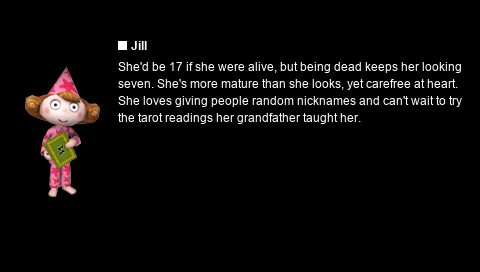 Jill
She'd be 17 if she were alive, but being dead keeps her looking
seven. She's more mature than she looks, yet carefree at heart.
She loves giving people random nicknames and can't wait to try
the tarot readings her grandfather taught her.